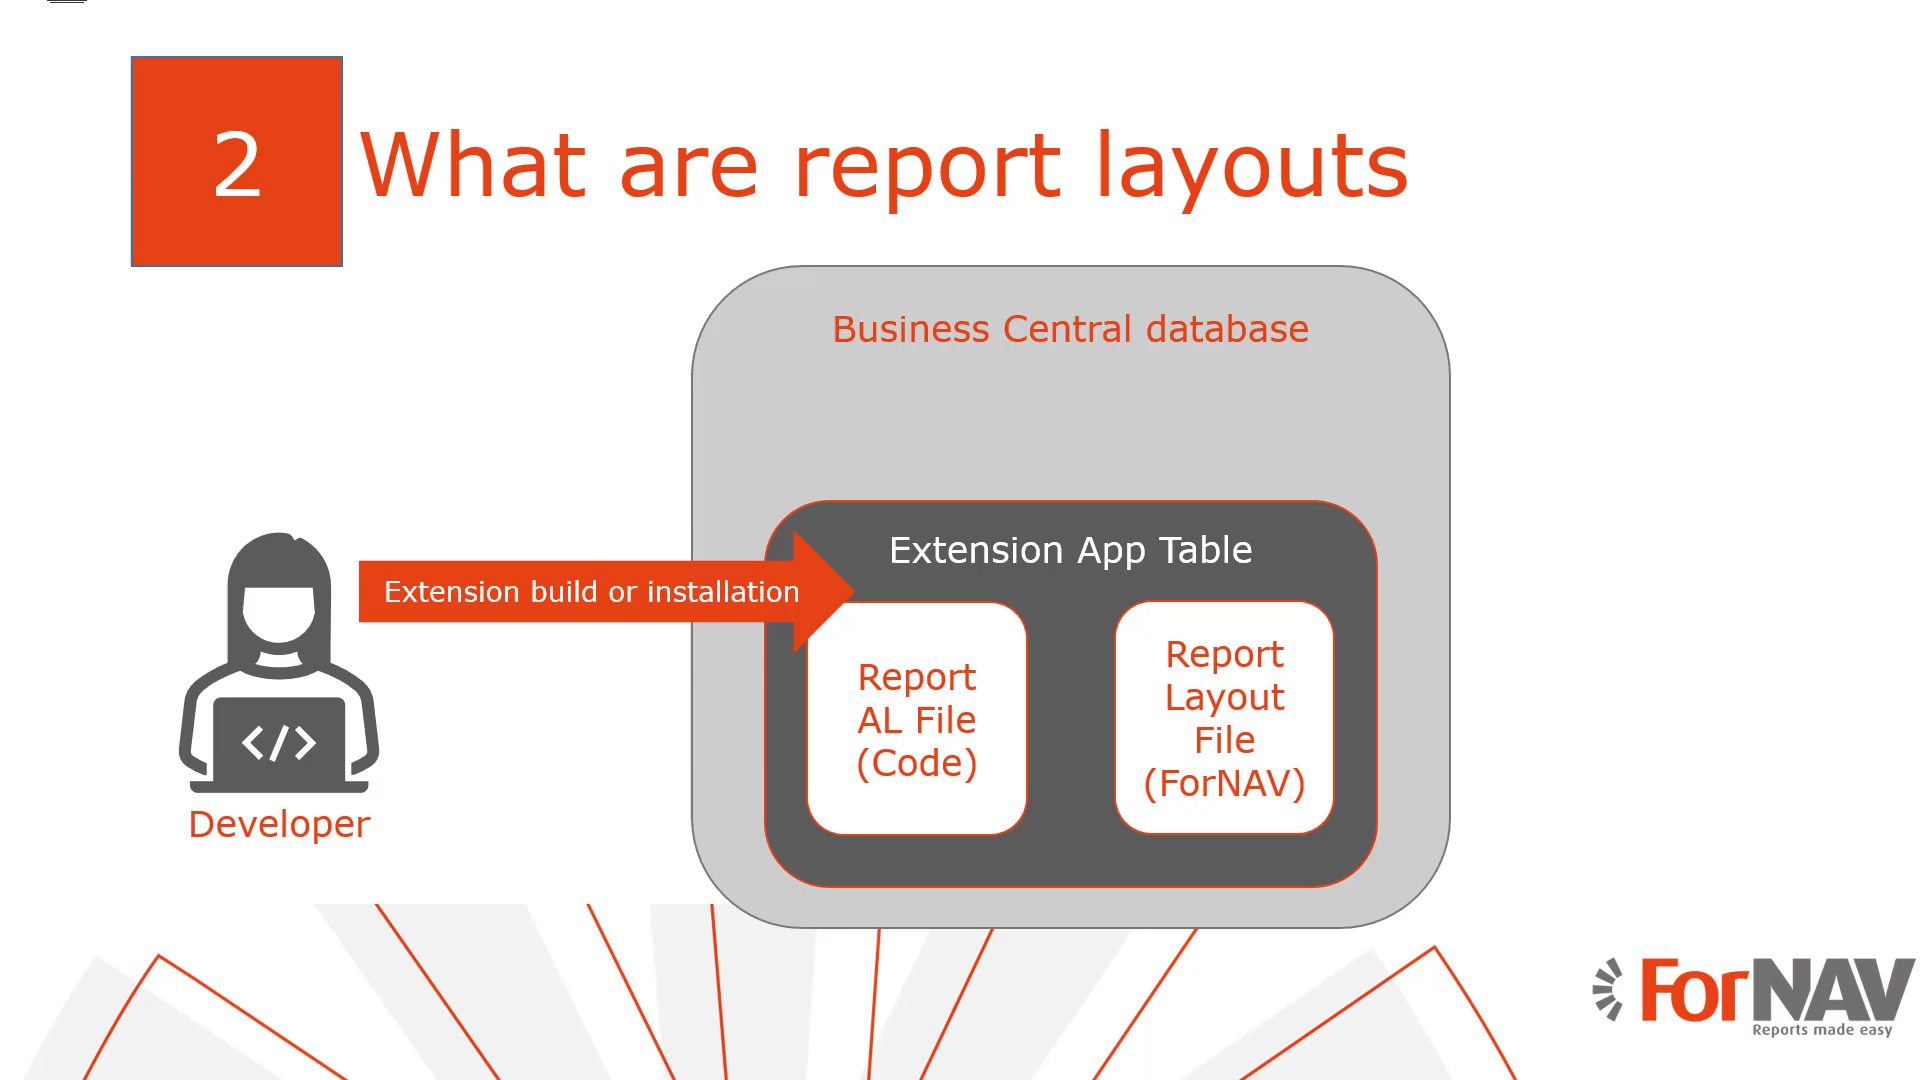 2
What are report layouts
Business Central database
Extension App Table
Extension build or installation
Report
AL File
(Code)
Report
Layout
File
(ForNAV)
</>
Developer
ForNAV
Reports made easy